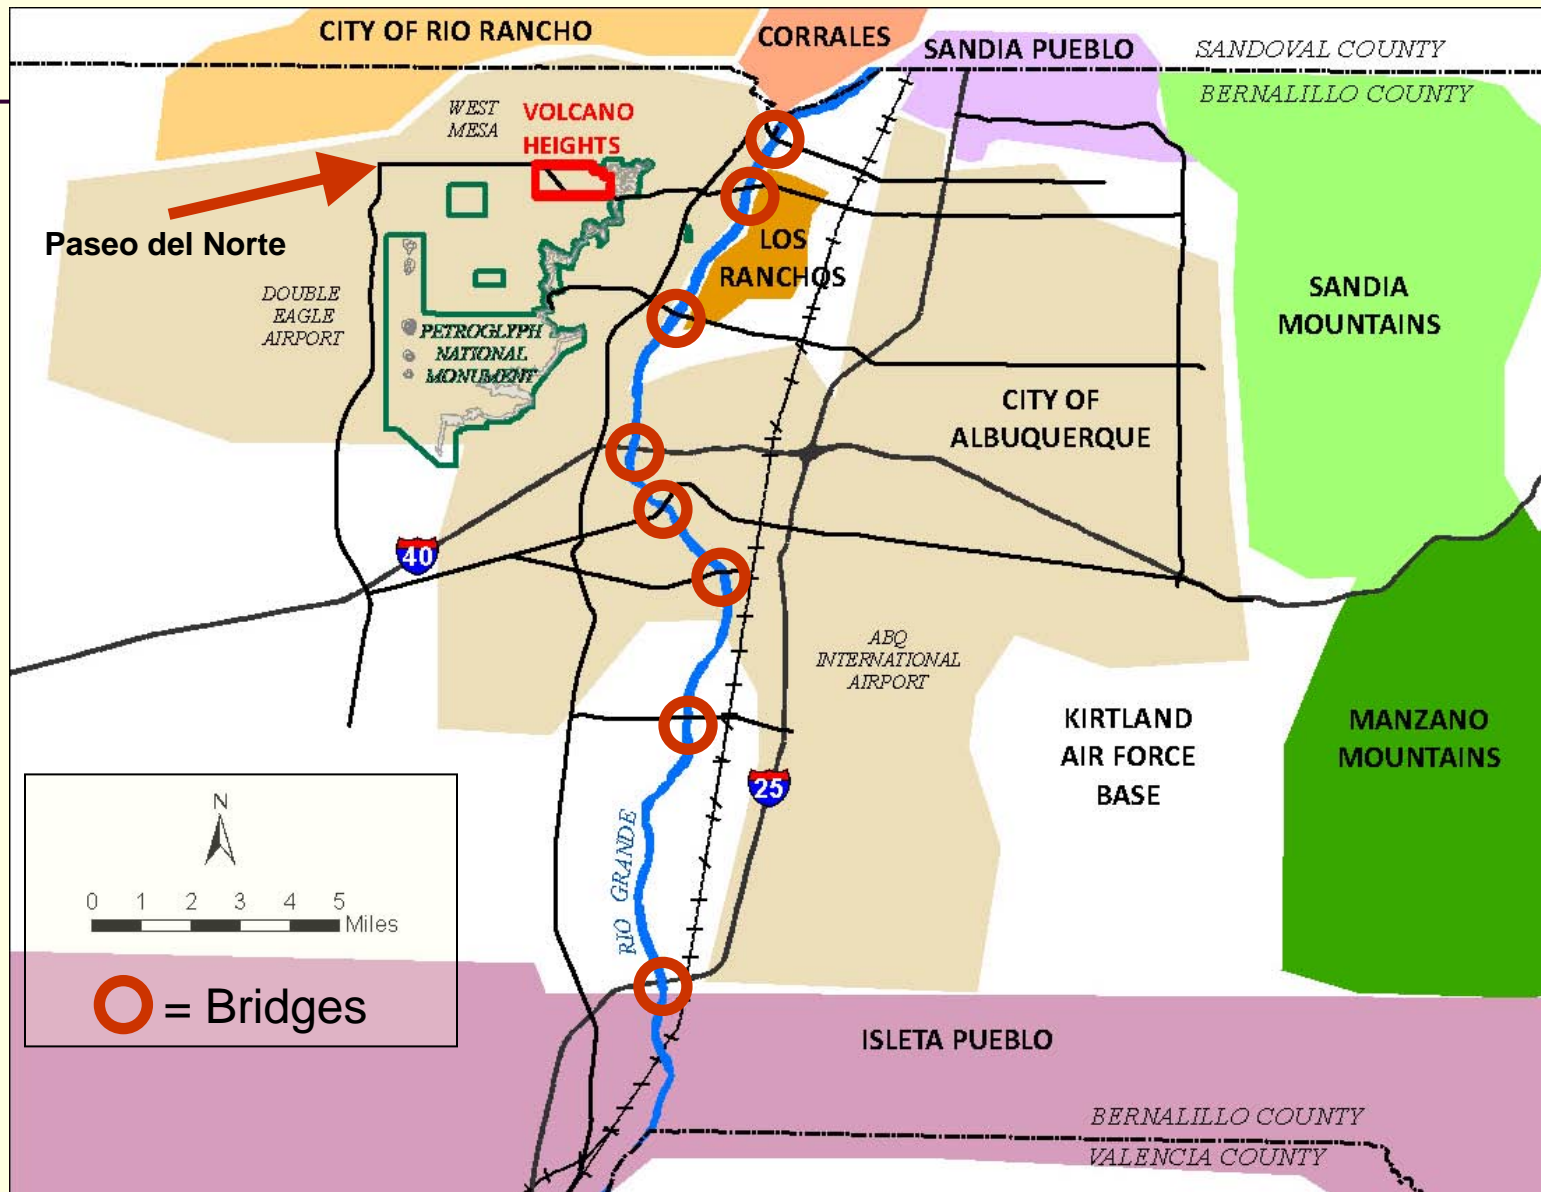 CITY OF RIO RANCHO
CORRALES
SANDIA PUEBLO
SANDOVAL COUNTY
BERNALILLO COUNTY
WEST
MESA
VOLCANO
HEIGHTS
Paseo del Norte
LOS
RANCHOS
DOUBLE
EAGLE
AIRPORT
PETROGLYPH
NATIONAL
MONUMENT
SANDIA
MOUNTAINS
CITY OF
ALBUQUERQUE
40
ABQ
INTERNATIONAL
AIRPORT
KIRTLAND
AIR FORCE
BASE
MANZANO
MOUNTAINS
25
RIO GRANDE
N
0 1 2 3 4 5
Miles
= Bridges
ISLETA PUEBLO
BERNALILLO COUNTY
VALENCIA COUNTY